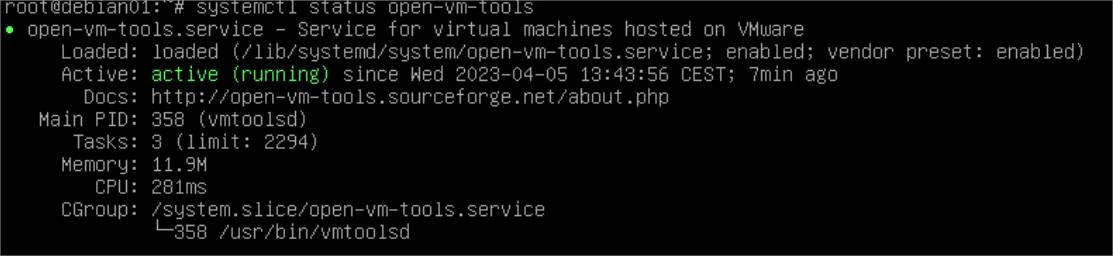 root@debian01:~# systemctl status open-vm-tools
● open-vm-tools.service - Service for virtual machines hosted on VMware
Loaded: loaded (/lib/systemd/system/open-vm-tools.service; enabled; vendor preset: enabled)
Active: active (running) since Wed 2023-04-05 13:43:56 CEST; 7min ago
Docs: http://open-vm-tools.sourceforge.net/about.php
Main PID: 358 (vmtoolsd)
Tasks: 3 (limit: 2294)
Memory: 11.9M
CPU: 281ms
CGroup: /system.slice/open-vm-tools.service
└─358 /usr/bin/vmtoolsd